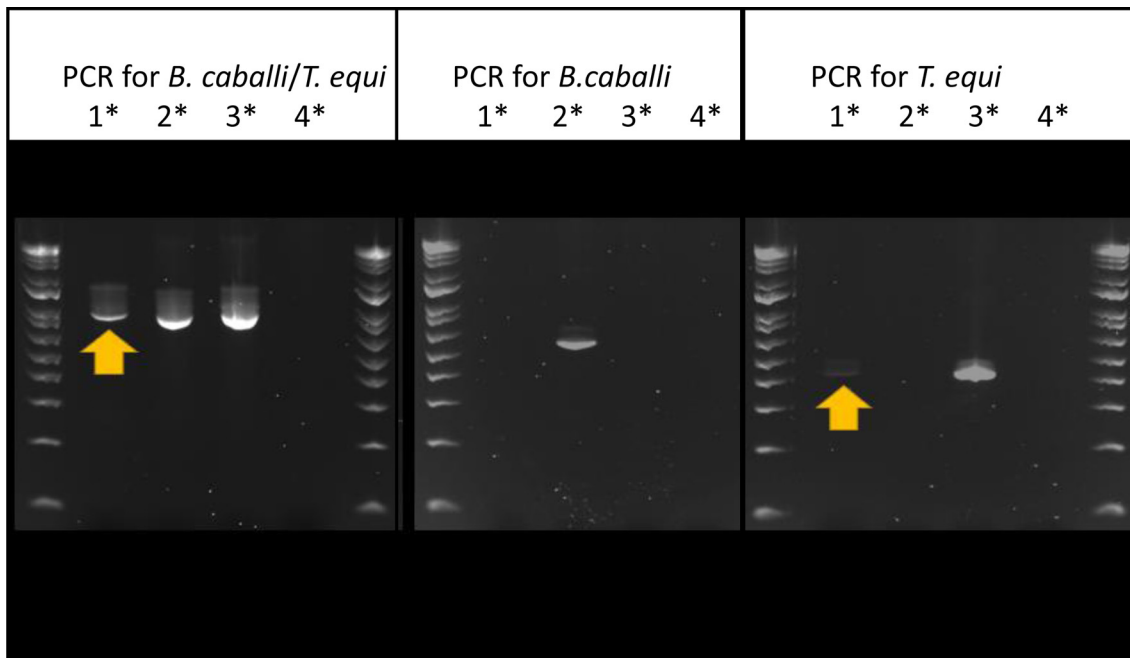 PCR for B. caballi/T. equi
1* 2* 3* 4*
PCR for B.caballi
1* 2* 3* 4*
PCR for T. equi
1* 2* 3* 4*